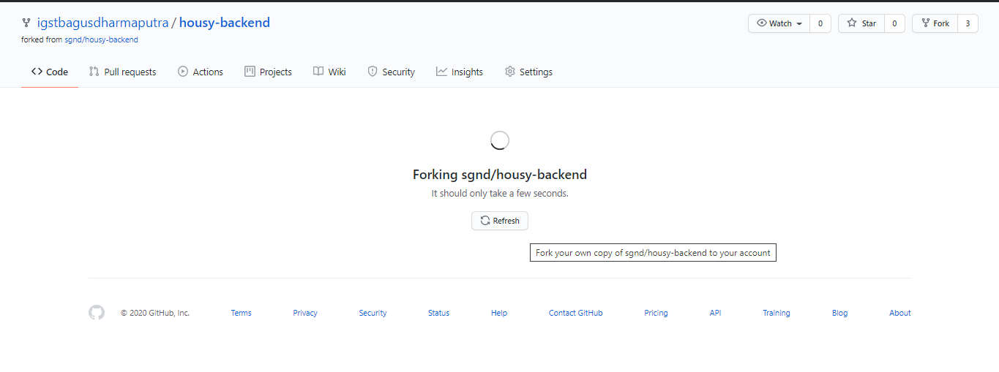 igstbagusdharmaputra / housy-backend
Watch 0 Star 0 Fork 3
forked from sgnd/housy-backend
Code Pull requests Actions Projects Wiki Security Insights Settings
Forking sgnd/housy-backend
It should only take a few seconds.
Refresh
Fork your own copy of sgnd/housy-backend to your account
© 2020 GitHub, Inc. Terms Privacy Security Status Help Contact GitHub Pricing API Training Blog About